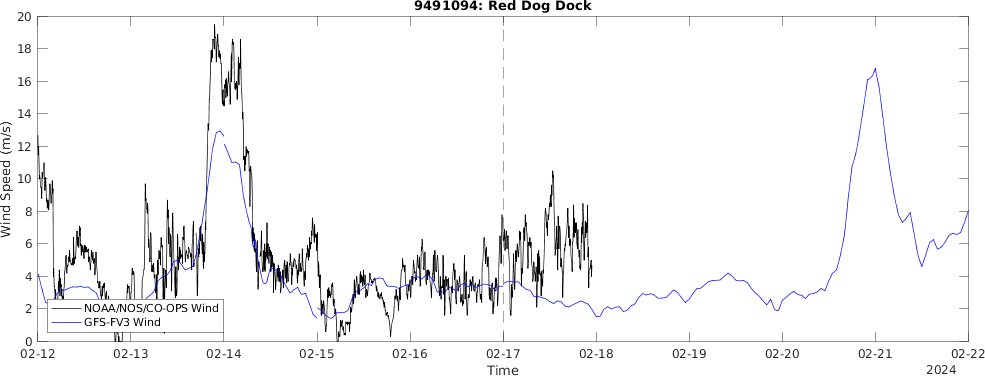 9491094: Red Dog Dock
Wind Speed (m/s)
20
18
16
14
12
10
8
6
4
2
0
NOAA/NOS/CO-OPS Wind
GFS-FV3 Wind
02-12 02-13 02-14 02-15 02-16 02-17 02-18 02-19 02-20 02-21 02-22
Time
2024